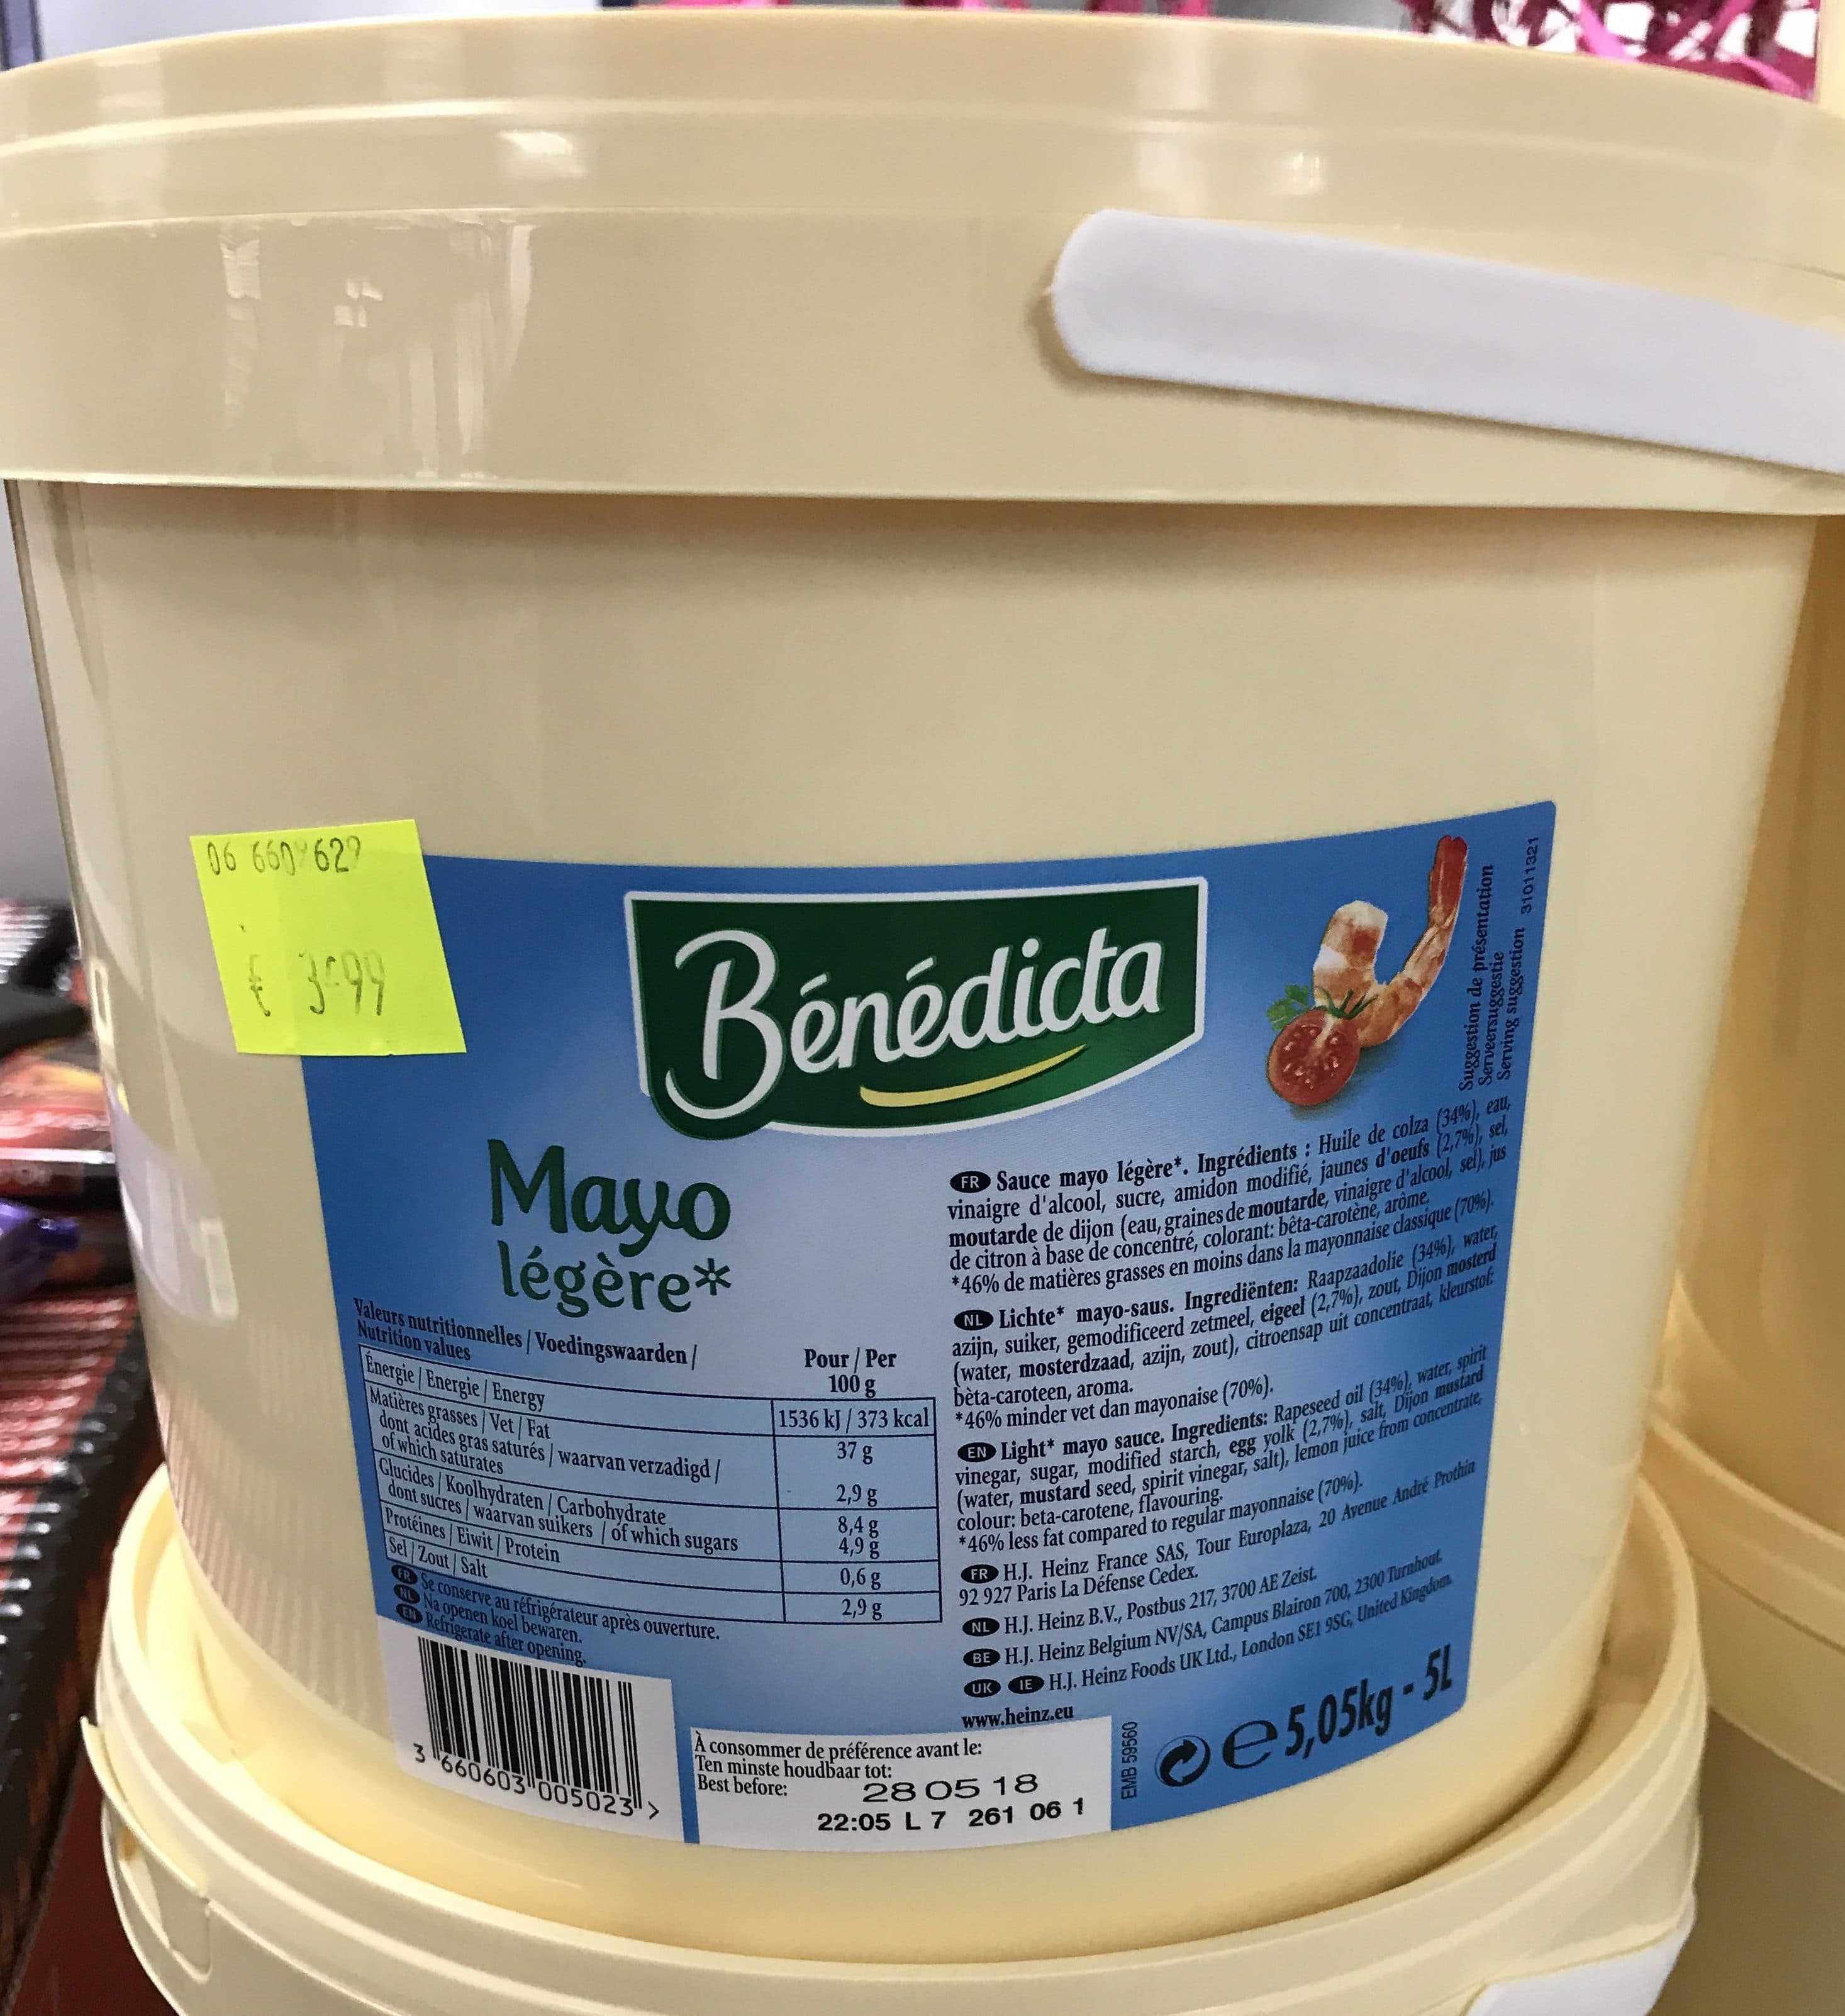 € 3.99
Bénédicta
Suggestion de présentation
Serveersuggestie
Serving suggestion 31011321
Mayo
légère*
Valeurs nutritionnelles / Voedingswaarden /
Nutrition values
Pour / Per
100 g
Énergie / Energie / Energy
1536 kJ / 373 kcal
Matières grasses / Vet / Fat
37 g
dont acides gras saturés / waarvan verzadigd /
of which saturates
2,9 g
Glucides / Koolhydraten / Carbohydrate
8,4 g
dont sucres / waarvan suikers / of which sugars
4,9 g
Protéines / Eiwit / Protein
0,6 g
Sel / Zout / Salt
2,9 g
FR Se conserve au réfrigérateur après ouverture.
NL Na openen koel bewaren.
EN Refrigerate after opening.
3 660603 005023 >
FR Sauce mayo légère*. Ingrédients : Huile de colza (34%), eau,
vinaigre d'alcool, sucre, amidon modifié, jaunes d'oeufs (2,7%), sel,
moutarde de dijon (eau, graines de moutarde, vinaigre d'alcool, sel), jus
de citron à base de concentré, colorant: bêta-carotène, arôme.
*46% de matières grasses en moins dans la mayonnaise classique (70%).
NL Lichte* mayo-saus. Ingrediënten: Raapzaadolie (34%), water,
azijn, suiker, gemodificeerd zetmeel, eigeel (2,7%), zout, Dijon mosterd
(water, mosterdzaad, azijn, zout), citroensap uit concentraat, kleurstof:
bèta-caroteen, aroma.
*46% minder vet dan mayonaise (70%).
EN Light* mayo sauce. Ingredients: Rapeseed oil (34%), water, spirit
vinegar, sugar, modified starch, egg yolk (2,7%), salt, Dijon mustard
(water, mustard seed, spirit vinegar, salt), lemon juice from concentrate,
colour: beta-carotene, flavouring.
*46% less fat compared to regular mayonnaise (70%).
FR H.J. Heinz France SAS, Tour Europlaza, 20 Avenue André Prothin
92 927 Paris La Défense Cedex.
NL H.J. Heinz B.V., Postbus 217, 3700 AE Zeist.
BE H.J. Heinz Belgium NV/SA, Campus Blairon 700, 2300 Turnhout.
UK IE H.J. Heinz Foods UK Ltd., London SE1 9SG, United Kingdom.
www.heinz.eu
À consommer de préférence avant le:
Ten minste houdbaar tot:
Best before: 28 05 18
22:05 L 7 261 06 1
EMB 59560
e 5,05kg - 5L